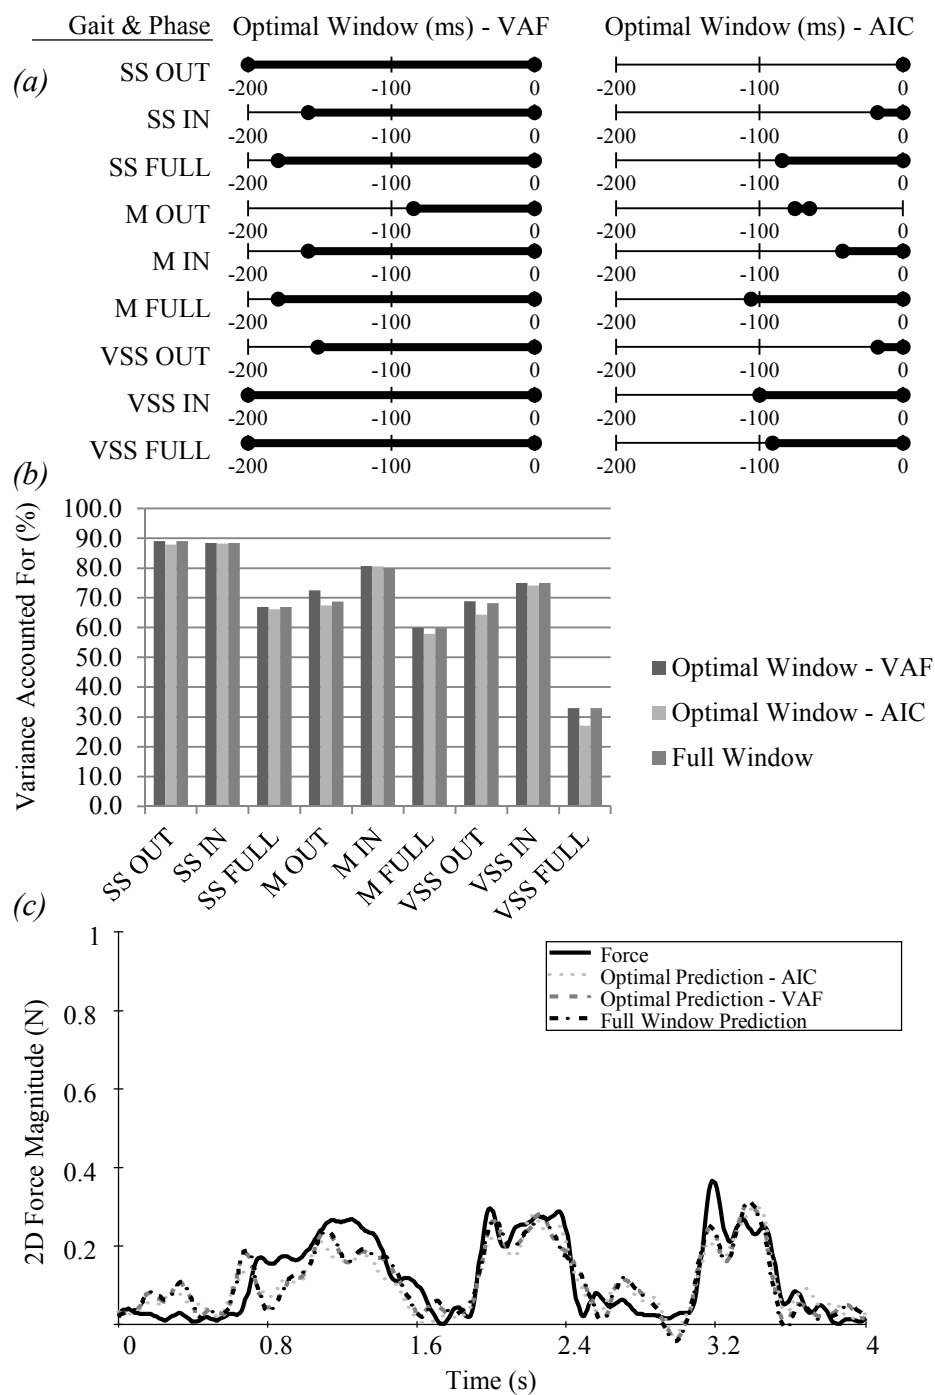 Gait & Phase Optimal Window (ms) - VAF Optimal Window (ms) - AIC
(a)
SS OUT
-200 -100 0 -200 -100 0
SS IN
-200 -100 0 -200 -100 0
SS FULL
-200 -100 0 -200 -100 0
M OUT
-200 -100 0 -200 -100 0
M IN
-200 -100 0 -200 -100 0
M FULL
-200 -100 0 -200 -100 0
VSS OUT
-200 -100 0 -200 -100 0
VSS IN
-200 -100 0 -200 -100 0
VSS FULL
-200 -100 0 -200 -100 0
(b)
Variance Accounted For (%)
100.0
90.0
80.0
70.0
60.0
50.0
40.0
30.0
20.0
10.0
0.0
SS OUT
SS IN
SS FULL
M OUT
M IN
M FULL
VSS OUT
VSS IN
VSS FULL
Optimal Window - VAF
Optimal Window - AIC
Full Window
(c)
2D Force Magnitude (N)
1
0.8
0.6
0.4
0.2
Force
Optimal Prediction - AIC
Optimal Prediction - VAF
Full Window Prediction
0 0.8 1.6 2.4 3.2 4
Time (s)